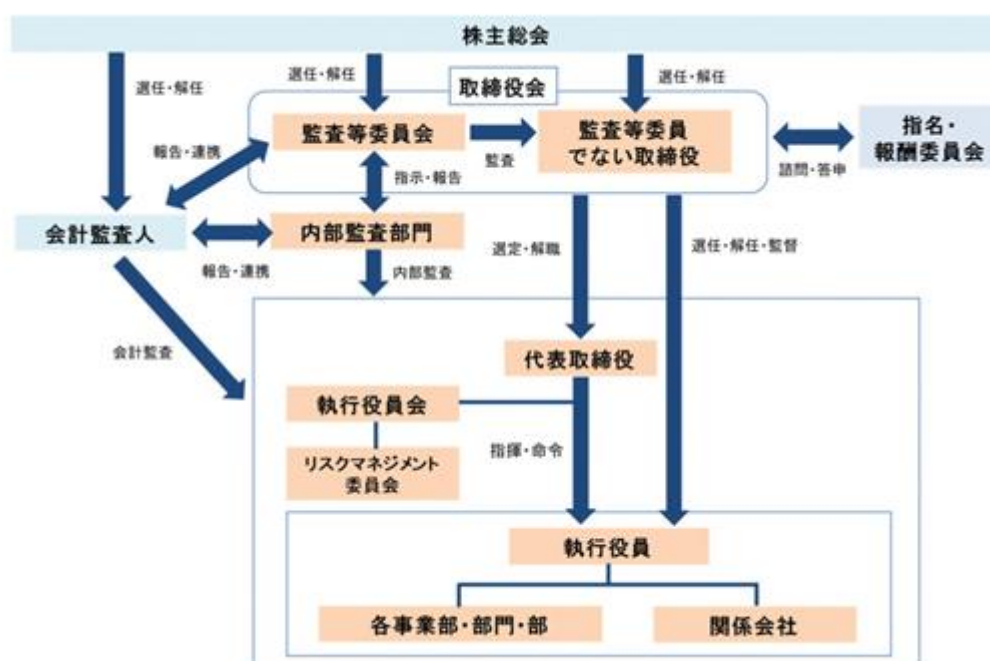 株主総会
選任・解任
選任・解任
選任・解任
取締役会
監査等委員会
監査
監査等委員
でない取締役
諮問・答申
指名・
報酬委員会
報告・連携
指示・報告
会計監査人
報告・連携
内部監査部門
内部監査
選定・解職
選任・解任・監督
会計監査
代表取締役
執行役員会
リスクマネジメント
委員会
指揮・命令
執行役員
各事業部・部門・部
関係会社